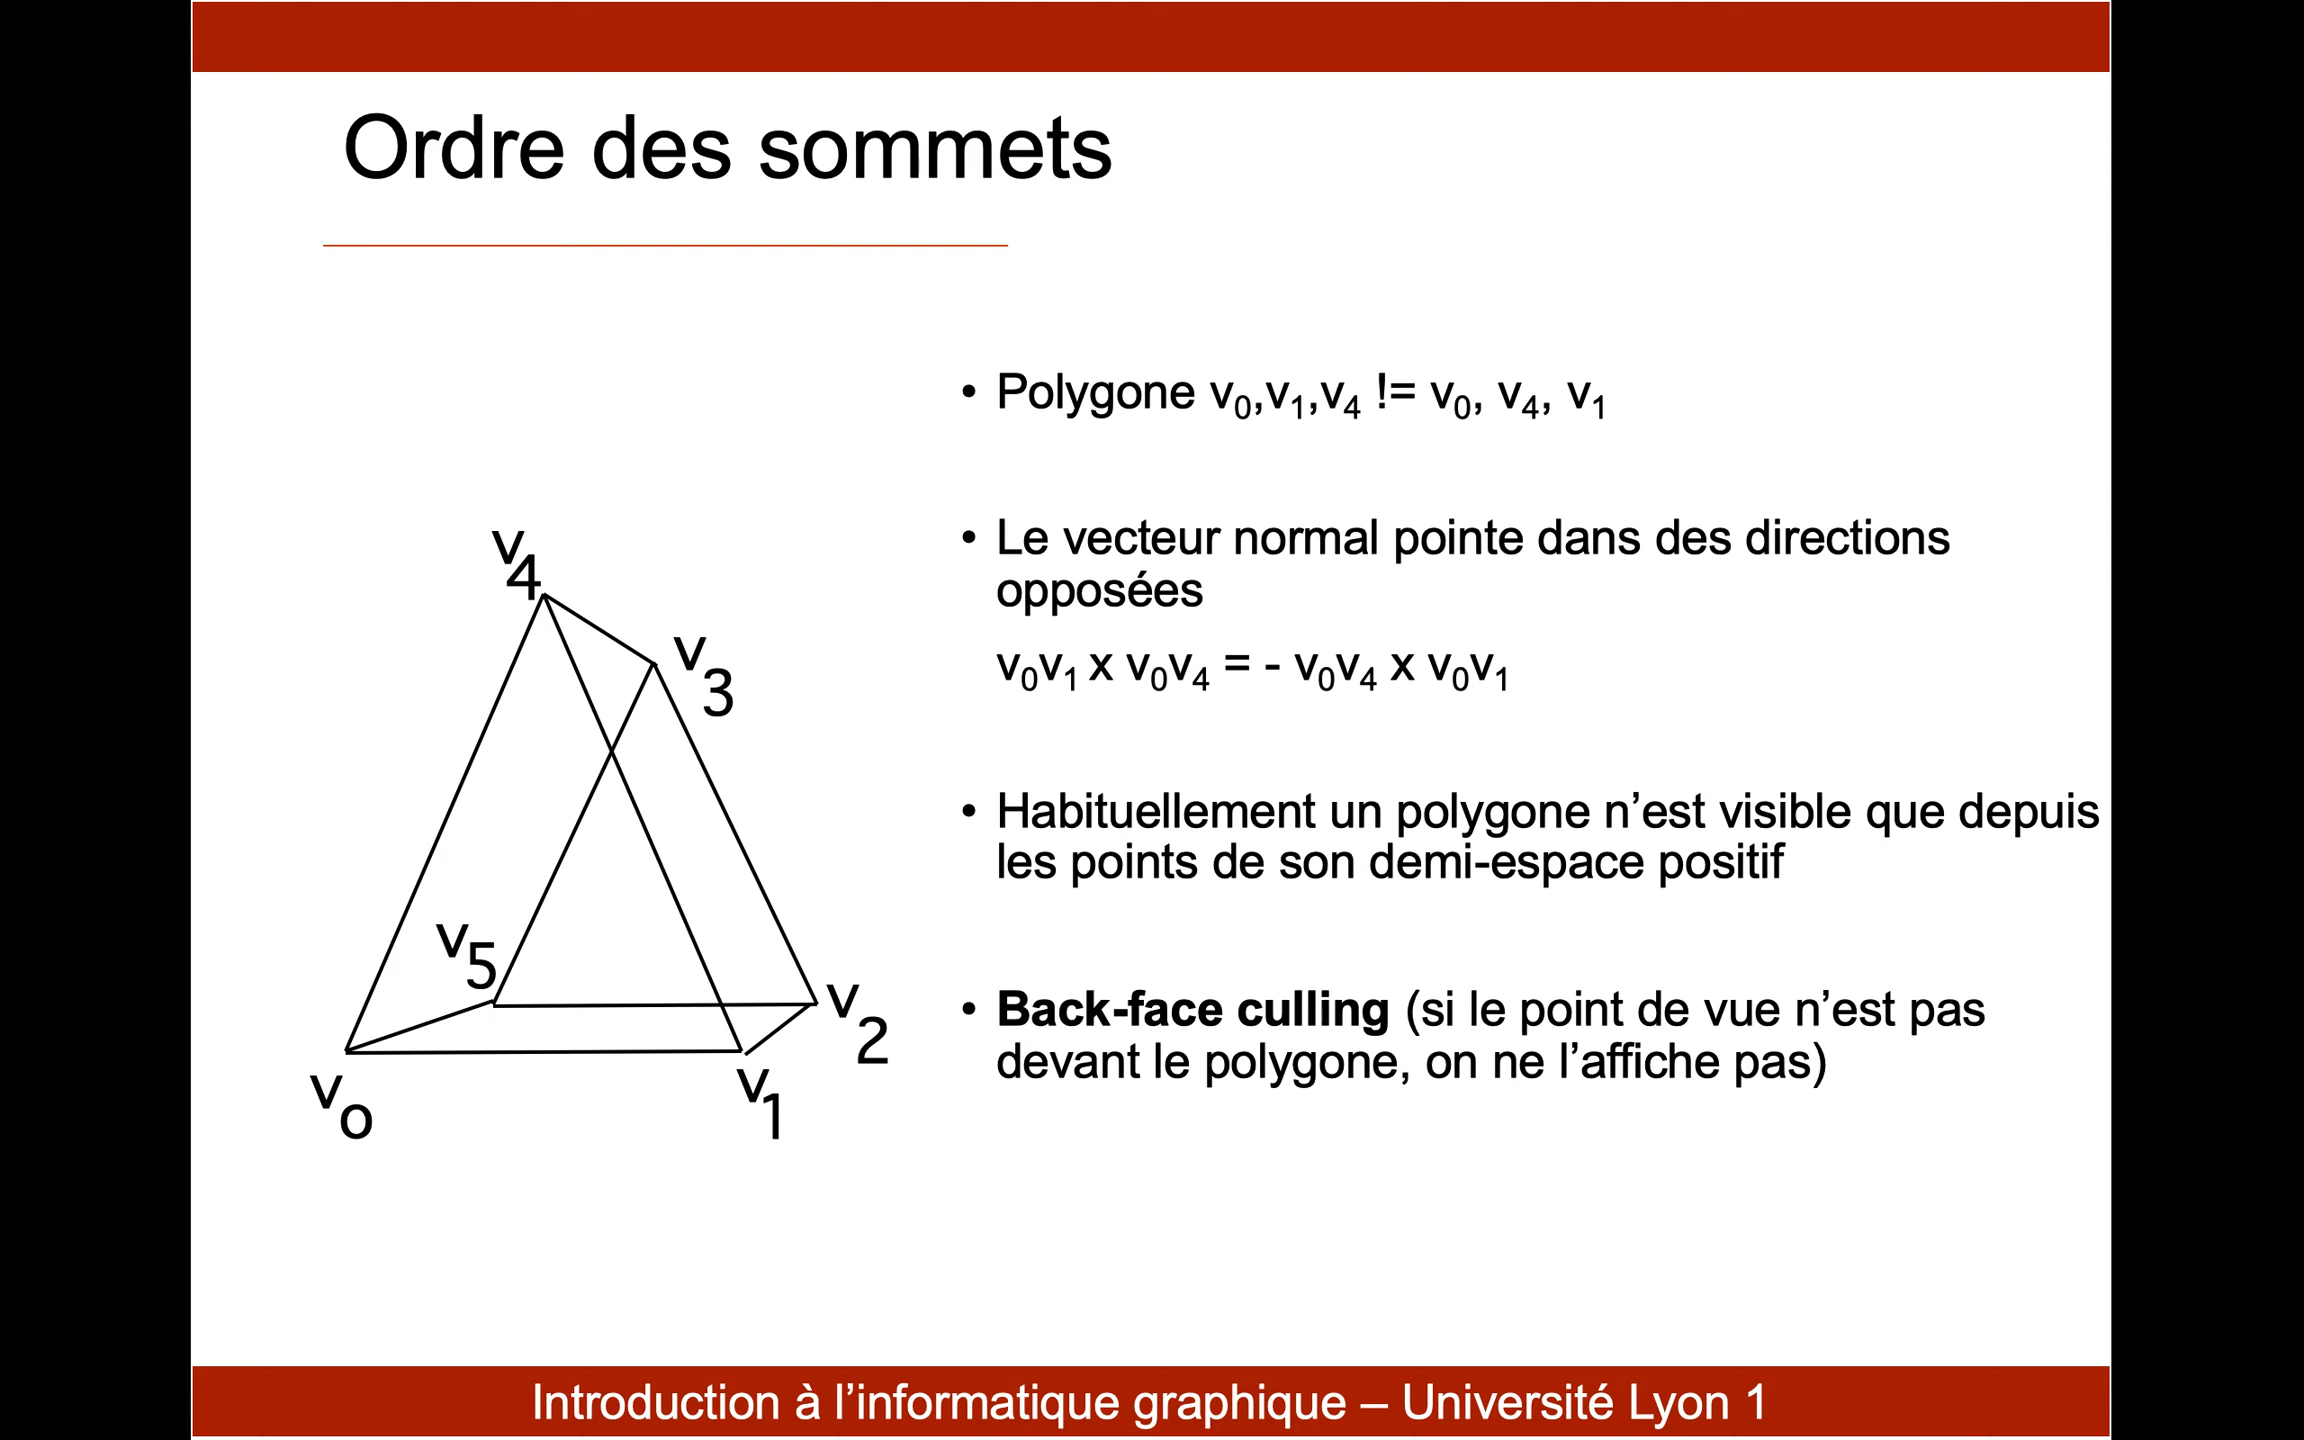 Ordre des sommets
• Polygone v₀,v₁,v₄ != v₀, v₄, v₁
• Le vecteur normal pointe dans des directions
opposées
v₀v₁ x v₀v₄ = - v₀v₄ x v₀v₁
• Habituellement un polygone n’est visible que depuis
les points de son demi-espace positif
• Back-face culling (si le point de vue n’est pas
devant le polygone, on ne l’affiche pas)
v₄
v₃
v₅
v₂
vₒ
v₁
Introduction à l’informatique graphique – Université Lyon 1